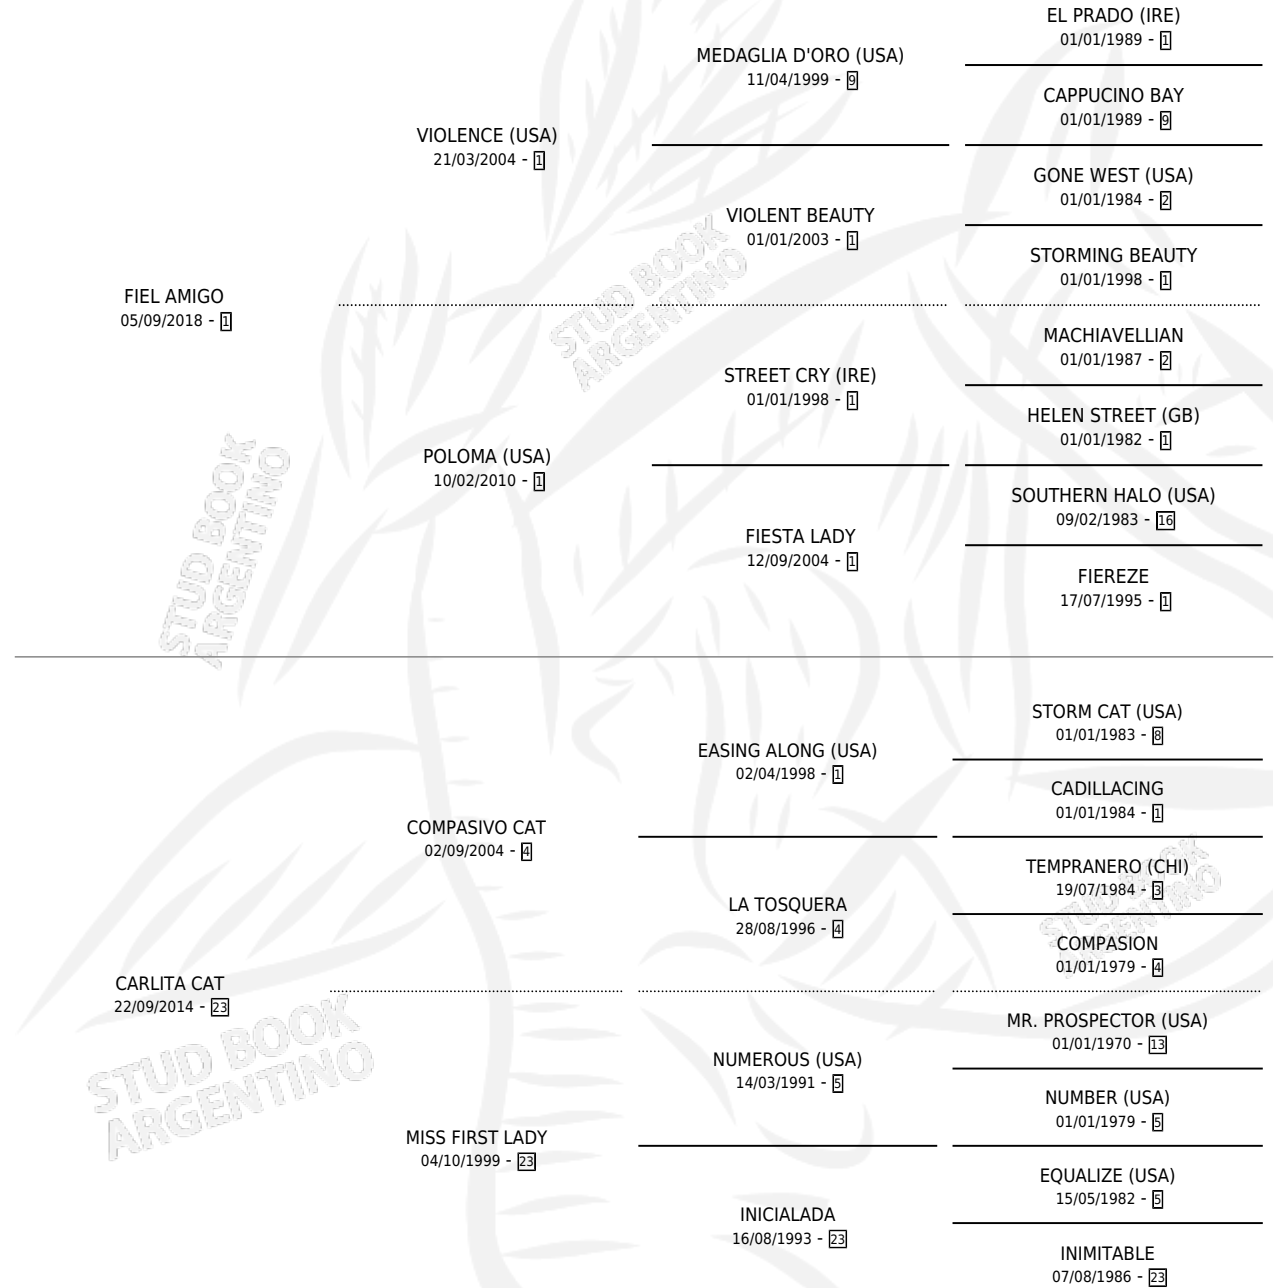 EL PRADO (IRE)
01/01/1989 - 1
MEDAGLIA D'ORO (USA)
11/04/1999 - 9
CAPPUCINO BAY
01/01/1989 - 9
VIOLENCE (USA)
21/03/2004 - 1
GONE WEST (USA)
01/01/1984 - 2
VIOLENT BEAUTY
01/01/2003 - 1
STORMING BEAUTY
01/01/1998 - 1
FIEL AMIGO
05/09/2018 - 1
STUD BOOK
ARGENTINO
MACHIAVELLIAN
01/01/1987 - 2
STREET CRY (IRE)
01/01/1998 - 1
HELEN STREET (GB)
01/01/1982 - 1
POLOMA (USA)
10/02/2010 - 1
SOUTHERN HALO (USA)
09/02/1983 - 16
FIESTA LADY
12/09/2004 - 1
FIEREZE
17/07/1995 - 1
STUD BOOK
ARGENTINO
STORM CAT (USA)
01/01/1983 - 8
EASING ALONG (USA)
02/04/1998 - 1
CADILLACING
01/01/1984 - 1
COMPASIVO CAT
02/09/2004 - 4
TEMPRANERO (CHI)
19/07/1984 - 3
STUD BOOK
ARGENTINO
LA TOSQUERA
28/08/1996 - 4
COMPASION
01/01/1979 - 4
CARLITA CAT
22/09/2014 - 23
STUD BOOK
ARGENTINO
MR. PROSPECTOR (USA)
01/01/1970 - 13
NUMEROUS (USA)
14/03/1991 - 5
NUMBER (USA)
01/01/1979 - 5
MISS FIRST LADY
04/10/1999 - 23
EQUALIZE (USA)
15/05/1982 - 5
INICIALADA
16/08/1993 - 23
INIMITABLE
07/08/1986 - 23